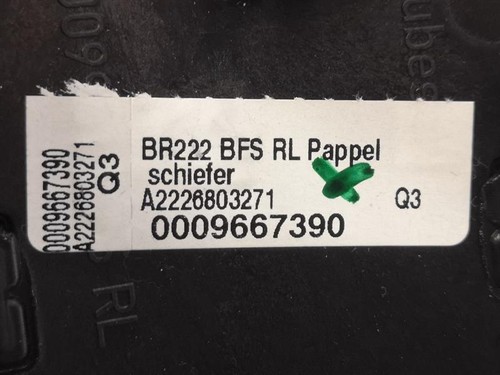 BR222 BFS RL Pappel
schiefer
A2226803271 Q3
0009667390
0009667390
A2226803271
Q3
RL